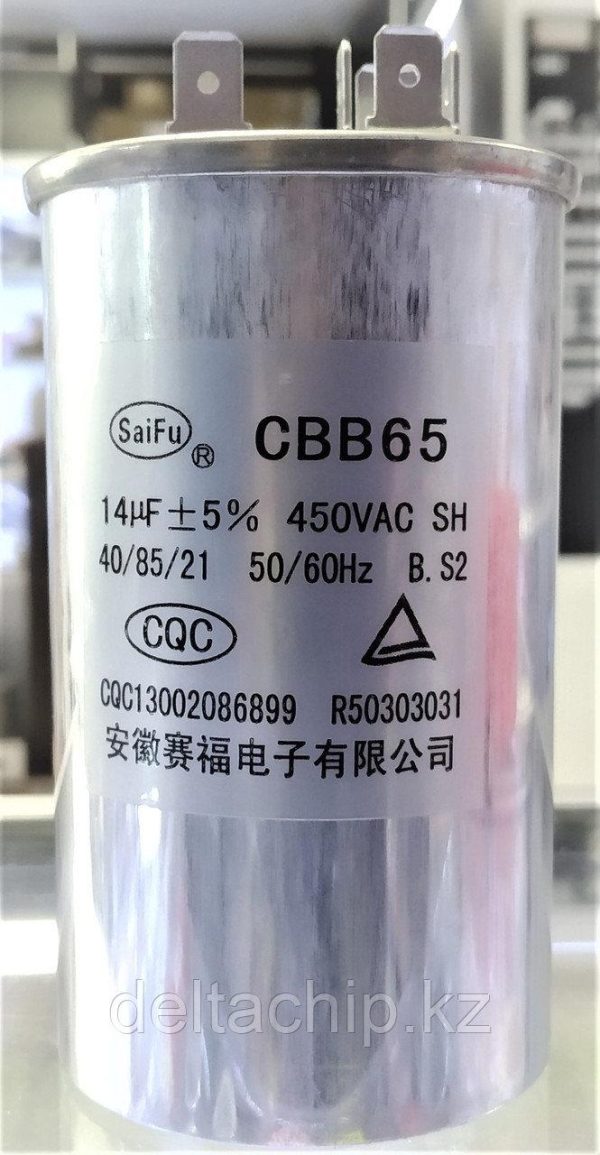 SaiFu ® CBB65
14μF±5% 450VAC SH
40/85/21 50/60Hz B.S2
CQC
CQC13002086899 R50303031
安徽赛福电子有限公司
deltachip.kz